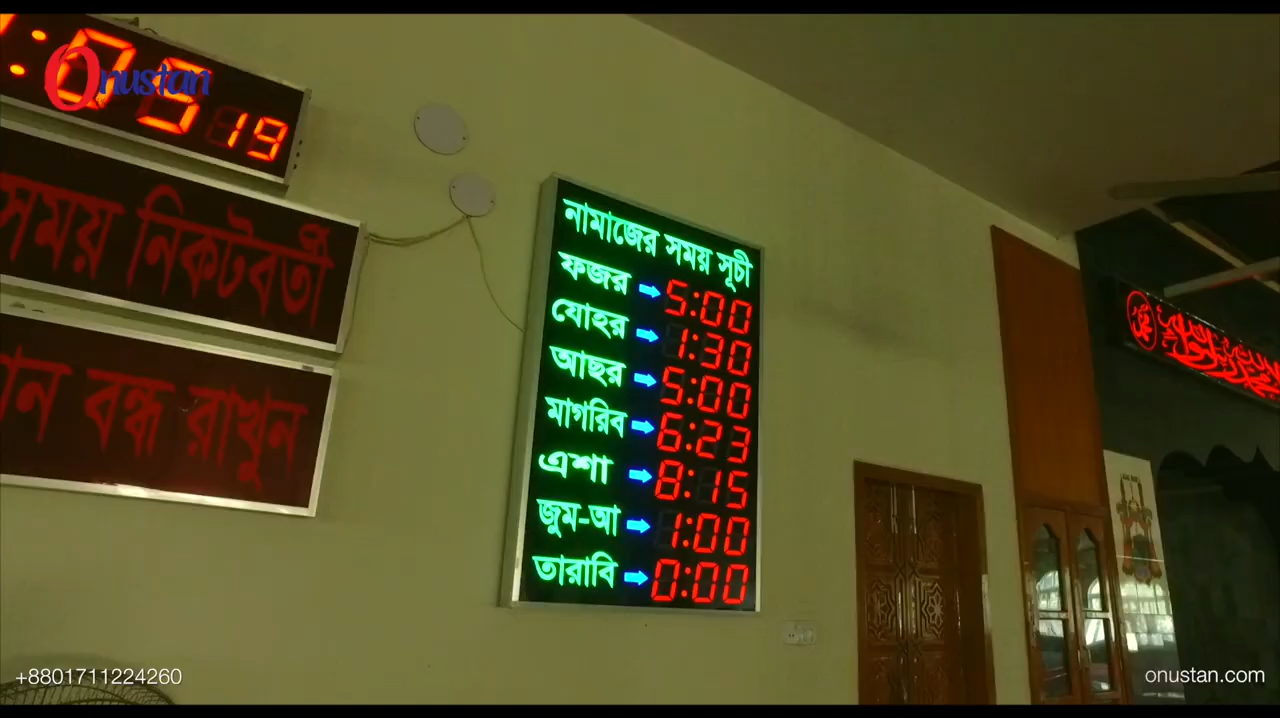 Onustan
:05 19
সময় নিকটবর্তী
বন্ধ রাখুন
নামাজের সময় সূচী
ফজর 5:00
যোহর 1:30
আছর 5:00
মাগরিব 6:23
এশা 8:15
জুম-আ 1:00
তারাবি 0:00
+8801711224260
onustan.com